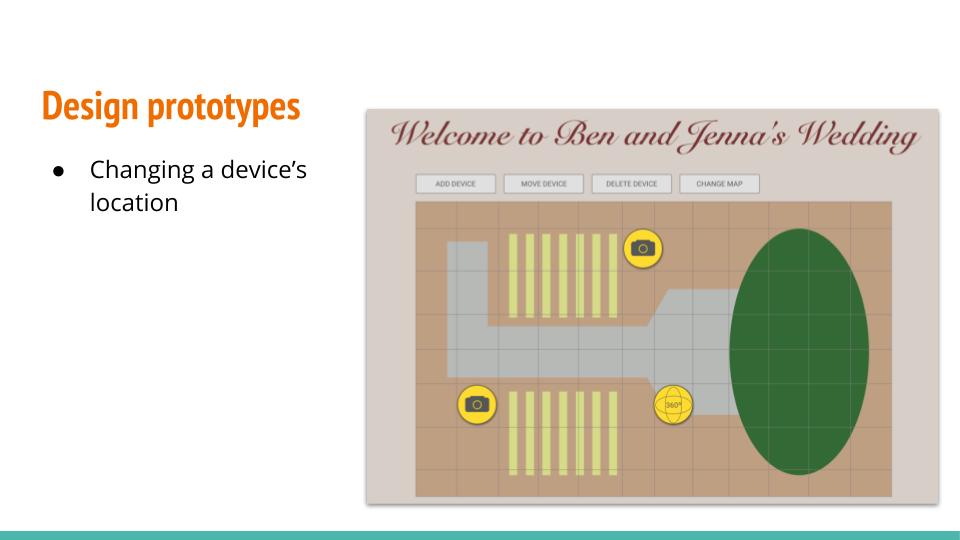 Design prototypes
● Changing a device’s
location
Welcome to Ben and Jenna's Wedding
ADD DEVICE
MOVE DEVICE
DELETE DEVICE
CHANGE MAP
360°